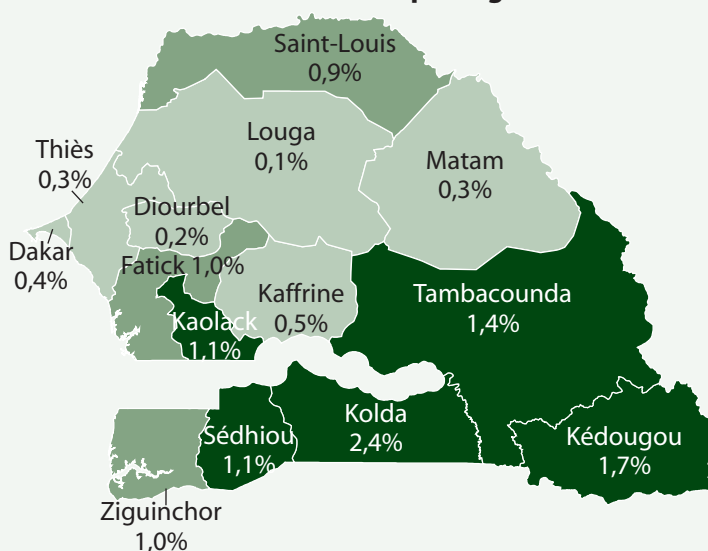 Saint-Louis
0,9%
Louga
0,1%
Thiès
0,3%
Matam
0,3%
Diourbel
0,2%
Dakar
0,4%
Fatick 1,0%
Kaffrine
0,5%
Tambacounda
1,4%
Kaolack
1,1%
Kolda
2,4%
Sédhiou
1,1%
Kédougou
1,7%
Ziguinchor
1,0%